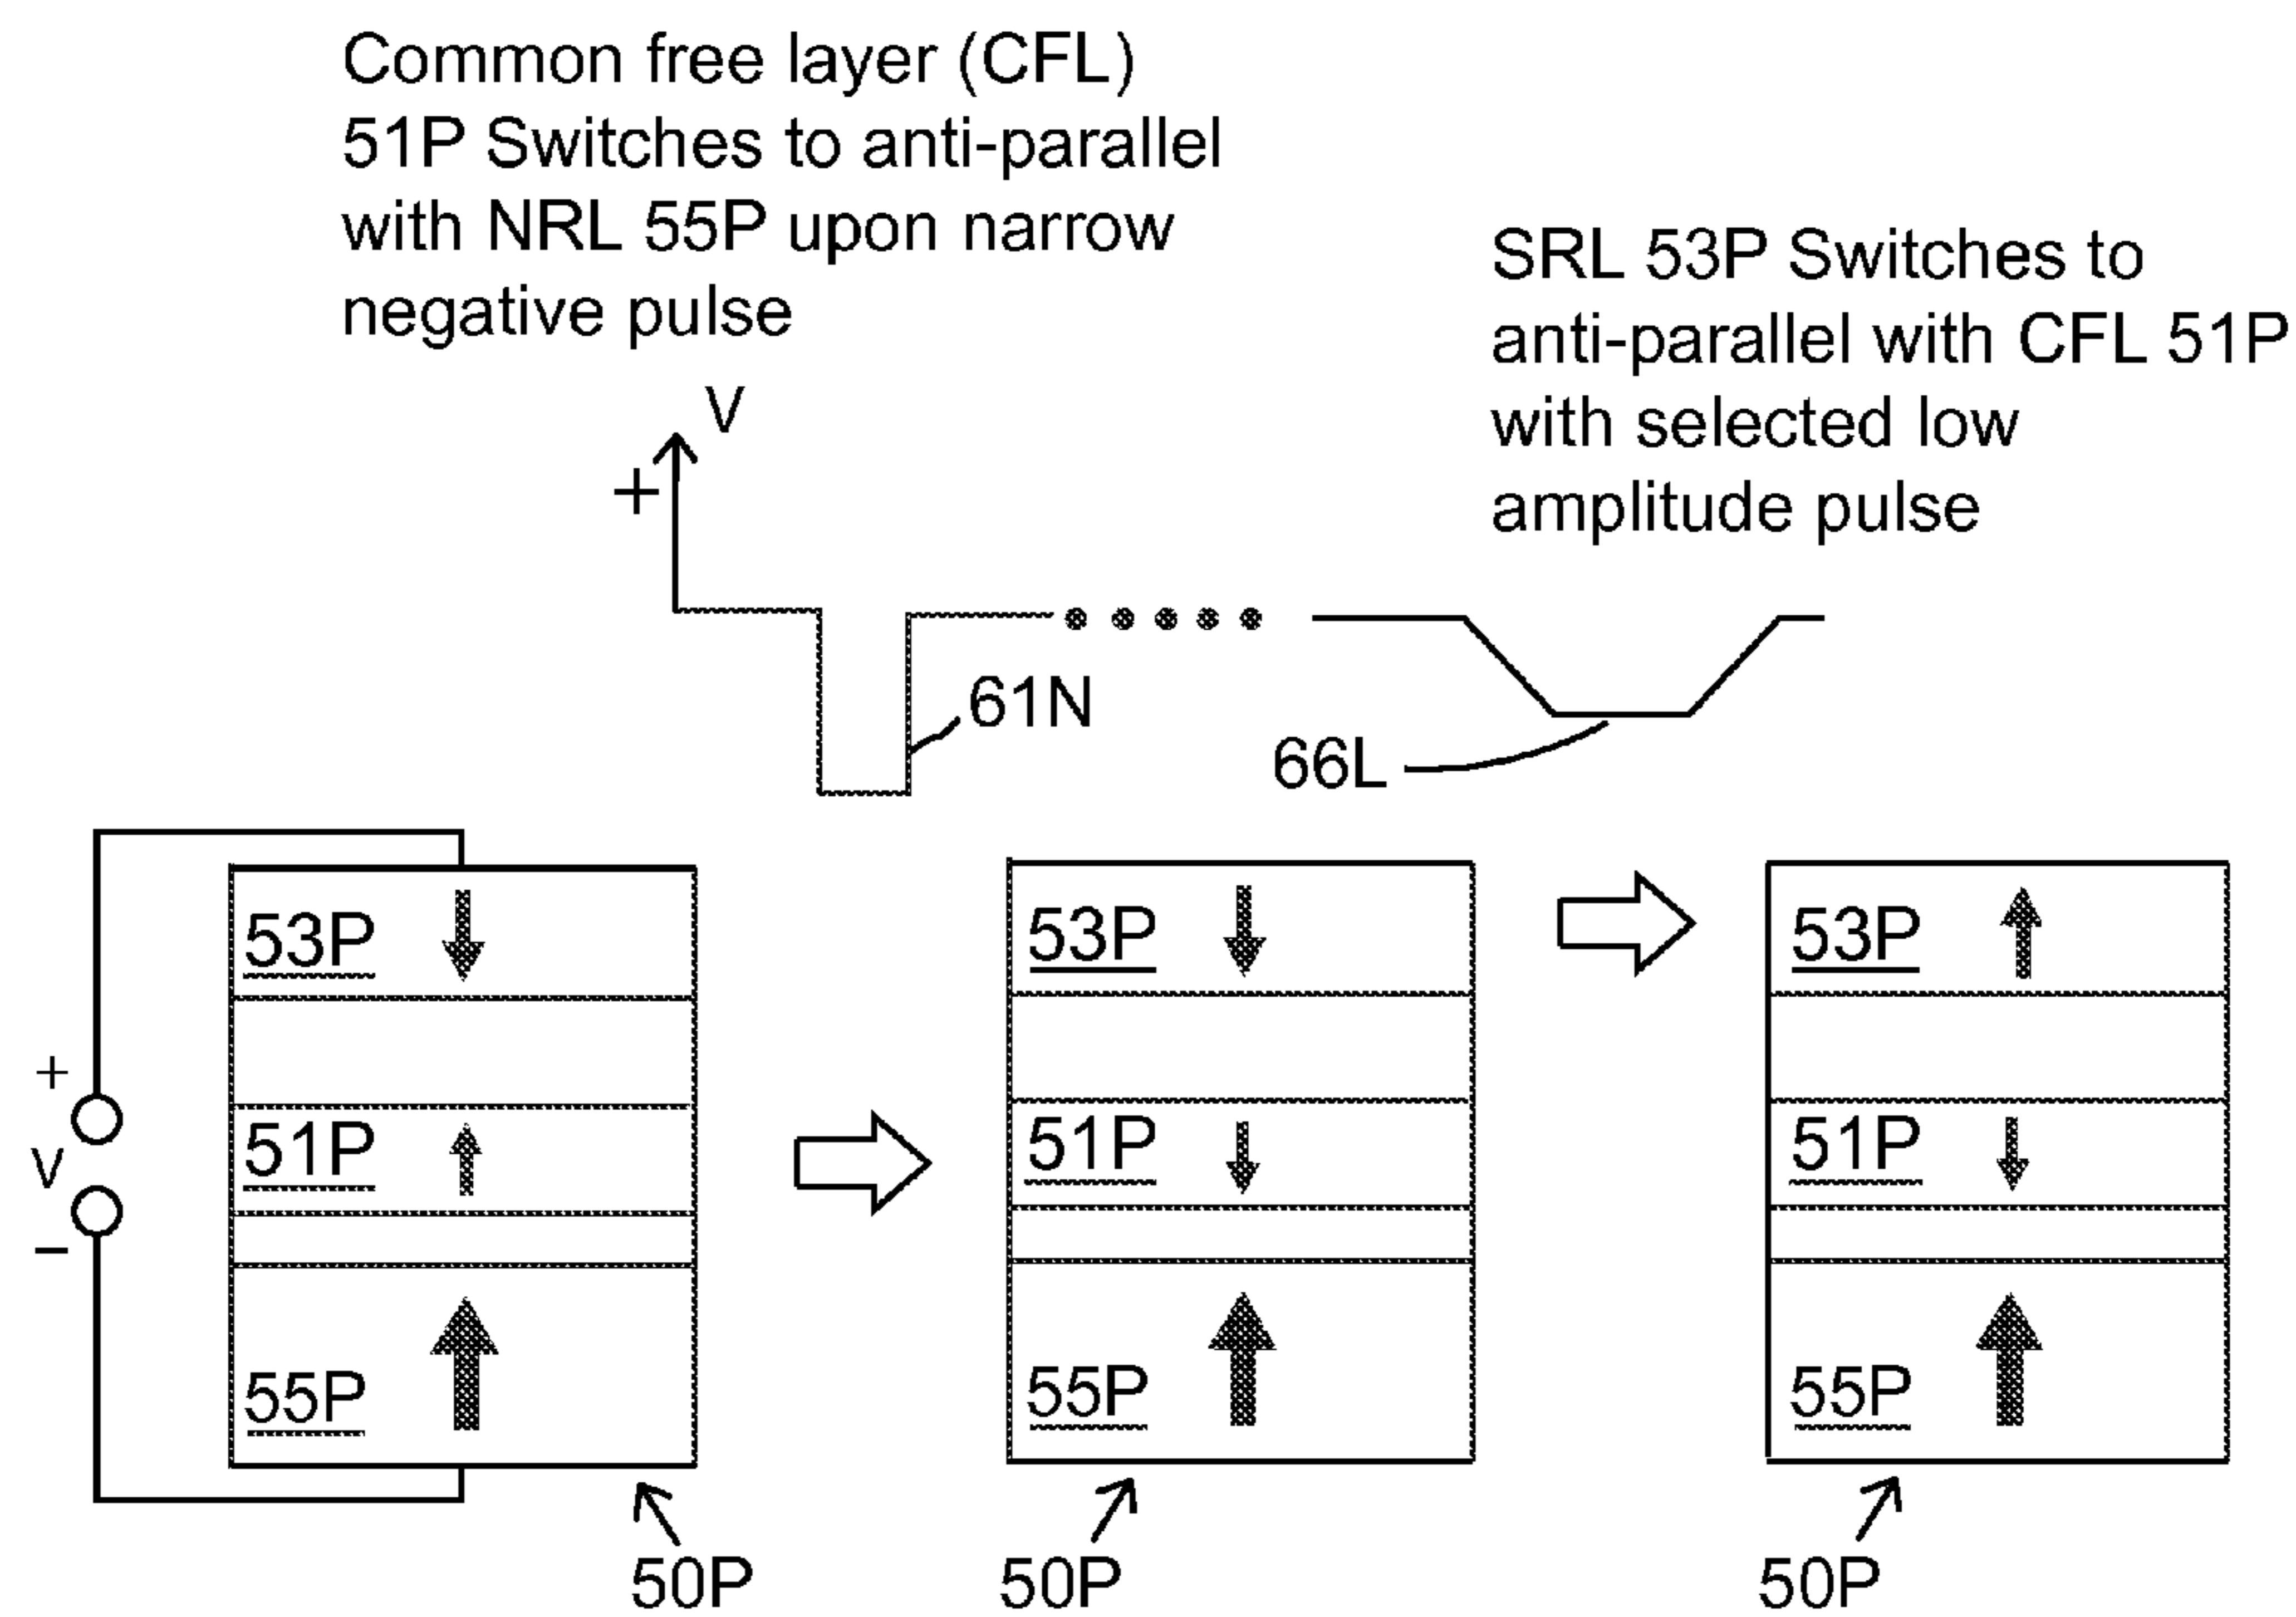 Common free layer (CFL)
51P Switches to anti-parallel
with NRL 55P upon narrow
negative pulse
SRL 53P Switches to
anti-parallel with CFL 51P
with selected low
amplitude pulse
V
+
61N
66L
53P
53P
53P
+
V
−
51P
51P
51P
55P
55P
55P
50P
50P
50P